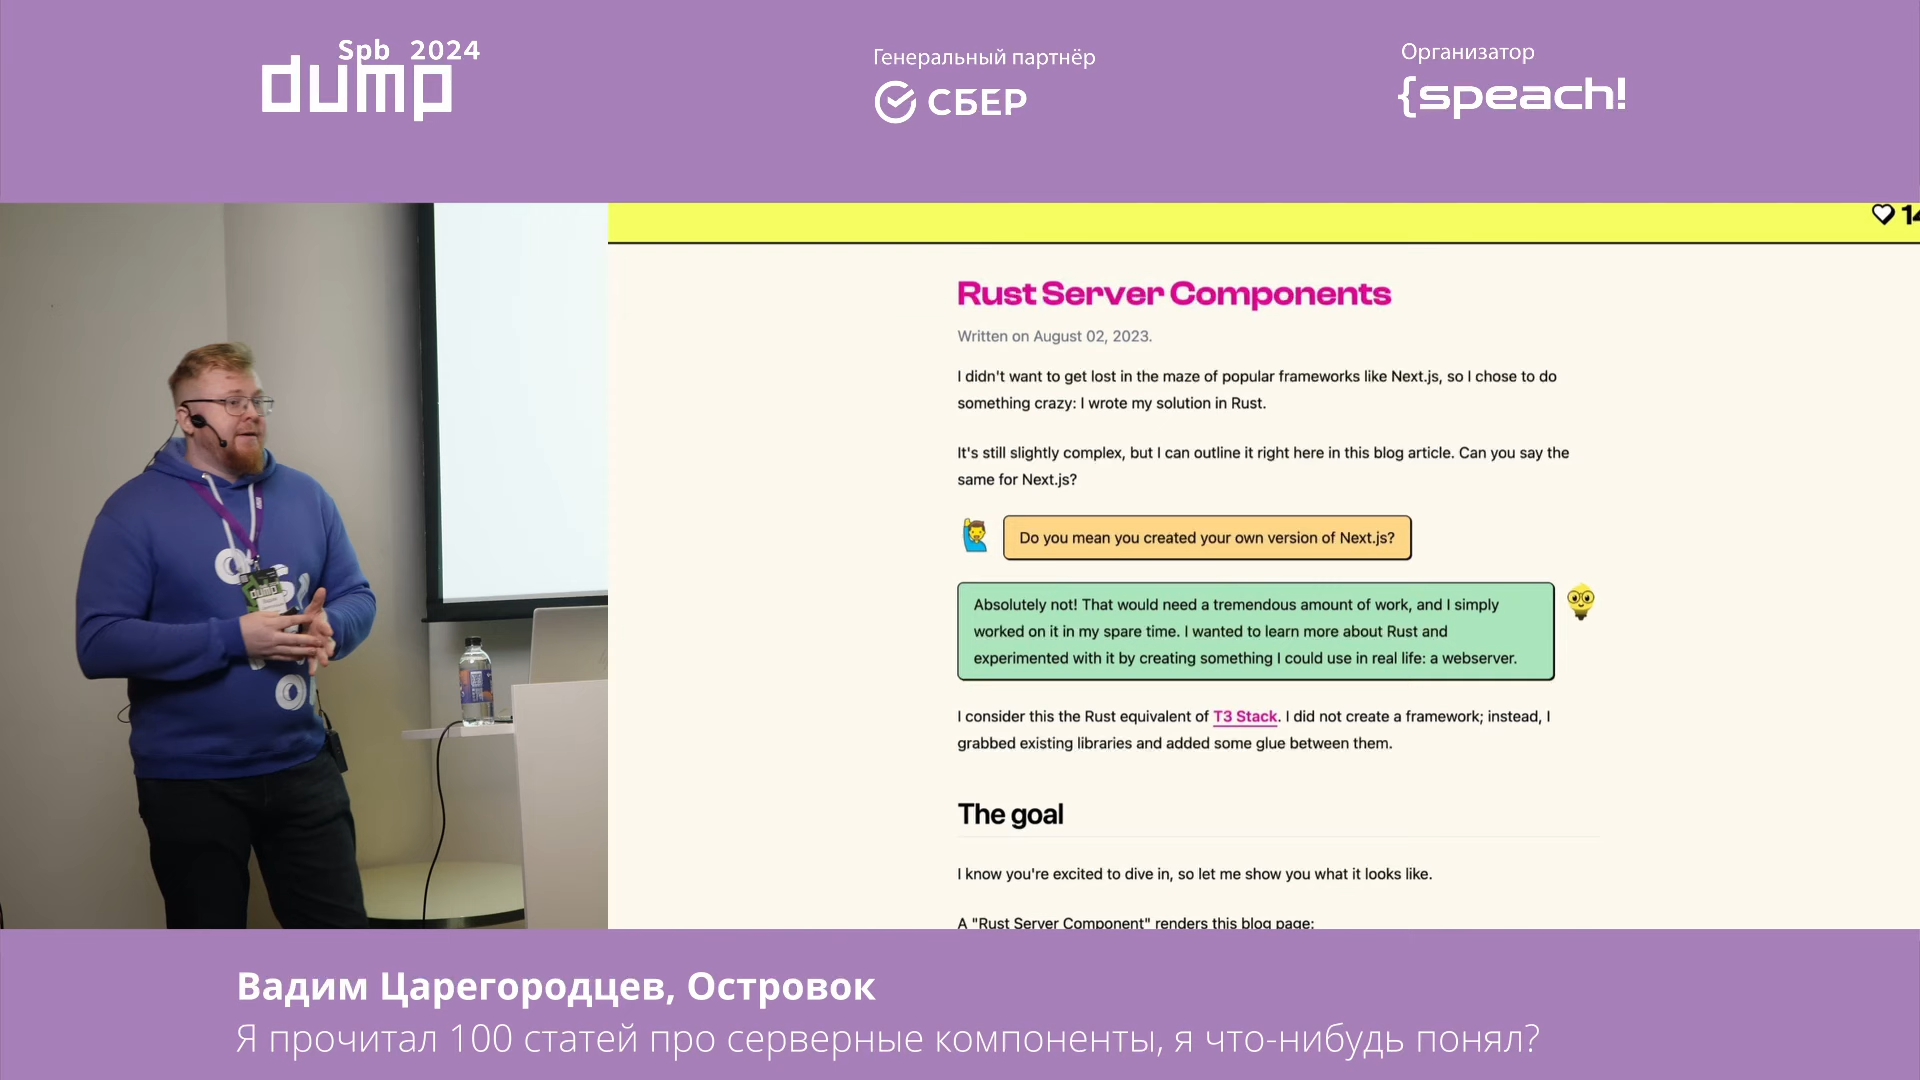 Spb 2024
dump
Генеральный партнёр
СБЕР
Организатор
{speach!
14
Rust Server Components
Written on August 02, 2023.
I didn't want to get lost in the maze of popular frameworks like Next.js, so I chose to do
something crazy: I wrote my solution in Rust.
It's still slightly complex, but I can outline it right here in this blog article. Can you say the
same for Next.js?
Do you mean you created your own version of Next.js?
Absolutely not! That would need a tremendous amount of work, and I simply
worked on it in my spare time. I wanted to learn more about Rust and
experimented with it by creating something I could use in real life: a webserver.
I consider this the Rust equivalent of T3 Stack. I did not create a framework; instead, I
grabbed existing libraries and added some glue between them.
The goal
I know you're excited to dive in, so let me show you what it looks like.
A "Rust Server Component" renders this blog page:
dump
Вадим Царегородцев, Островок
Я прочитал 100 статей про серверные компоненты, я что-нибудь понял?